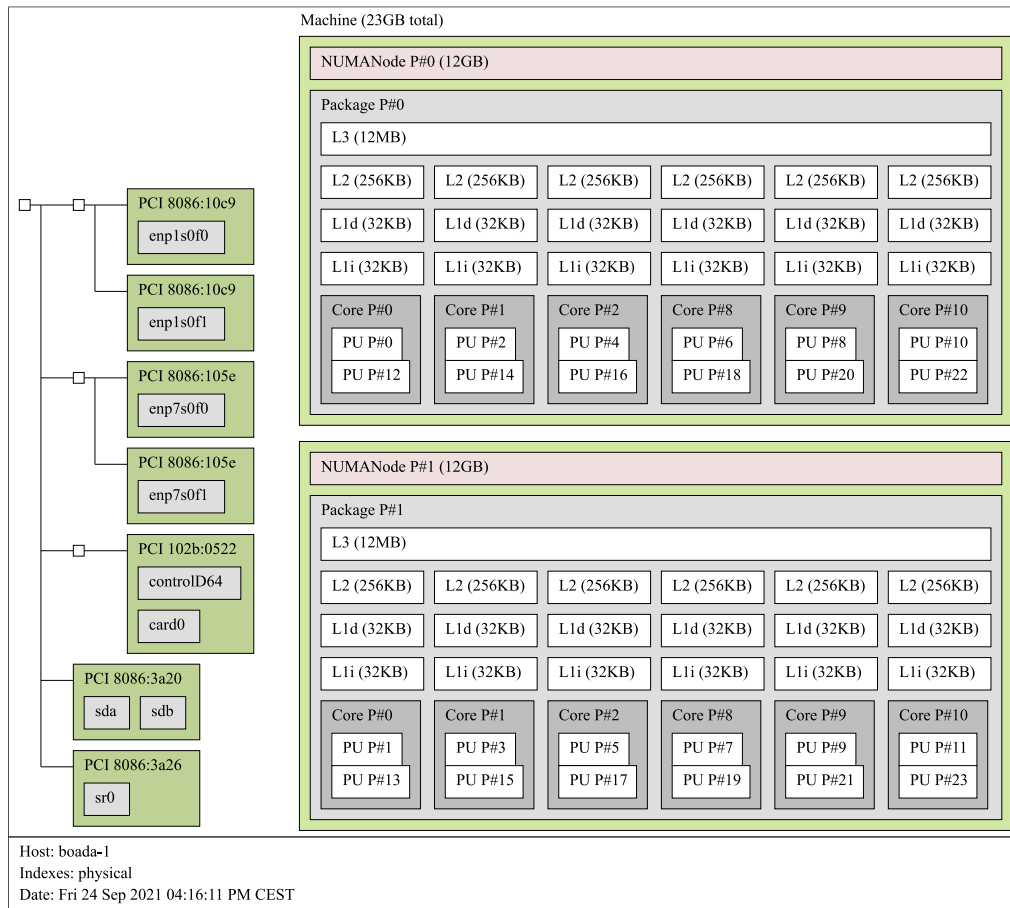 Machine (23GB total)
NUMANode P#0 (12GB)
Package P#0
L3 (12MB)
L2 (256KB) L2 (256KB) L2 (256KB) L2 (256KB) L2 (256KB) L2 (256KB)
L1d (32KB) L1d (32KB) L1d (32KB) L1d (32KB) L1d (32KB) L1d (32KB)
L1i (32KB) L1i (32KB) L1i (32KB) L1i (32KB) L1i (32KB) L1i (32KB)
Core P#0 Core P#1 Core P#2 Core P#8 Core P#9 Core P#10
PU P#0 PU P#2 PU P#4 PU P#6 PU P#8 PU P#10
PU P#12 PU P#14 PU P#16 PU P#18 PU P#20 PU P#22
NUMANode P#1 (12GB)
Package P#1
L3 (12MB)
L2 (256KB) L2 (256KB) L2 (256KB) L2 (256KB) L2 (256KB) L2 (256KB)
L1d (32KB) L1d (32KB) L1d (32KB) L1d (32KB) L1d (32KB) L1d (32KB)
L1i (32KB) L1i (32KB) L1i (32KB) L1i (32KB) L1i (32KB) L1i (32KB)
Core P#0 Core P#1 Core P#2 Core P#8 Core P#9 Core P#10
PU P#1 PU P#3 PU P#5 PU P#7 PU P#9 PU P#11
PU P#13 PU P#15 PU P#17 PU P#19 PU P#21 PU P#23
PCI 8086:10c9
enp1s0f0
PCI 8086:10c9
enp1s0f1
PCI 8086:105e
enp7s0f0
PCI 8086:105e
enp7s0f1
PCI 102b:0522
controlD64
card0
PCI 8086:3a20
sda sdb
PCI 8086:3a26
sr0
Host: boada-1
Indexes: physical
Date: Fri 24 Sep 2021 04:16:11 PM CEST